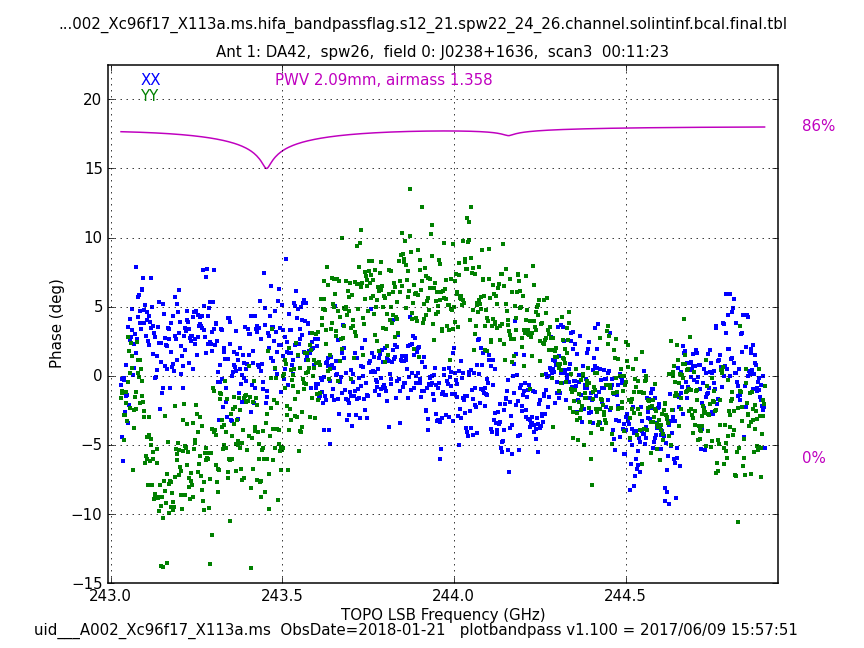 ...002_Xc96f17_X113a.ms.hifa_bandpassflag.s12_21.spw22_24_26.channel.solintinf.bcal.final.tbl
Ant 1: DA42,  spw26,  field 0: J0238+1636,  scan3  00:11:23
XX
PWV 2.09mm, airmass 1.358
YY
20
86%
15
10
5
Phase (deg)
0
−5
0%
−10
−15
243.0 243.5 244.0 244.5
TOPO LSB Frequency (GHz)
uid___A002_Xc96f17_X113a.ms  ObsDate=2018-01-21   plotbandpass v1.100 = 2017/06/09 15:57:51